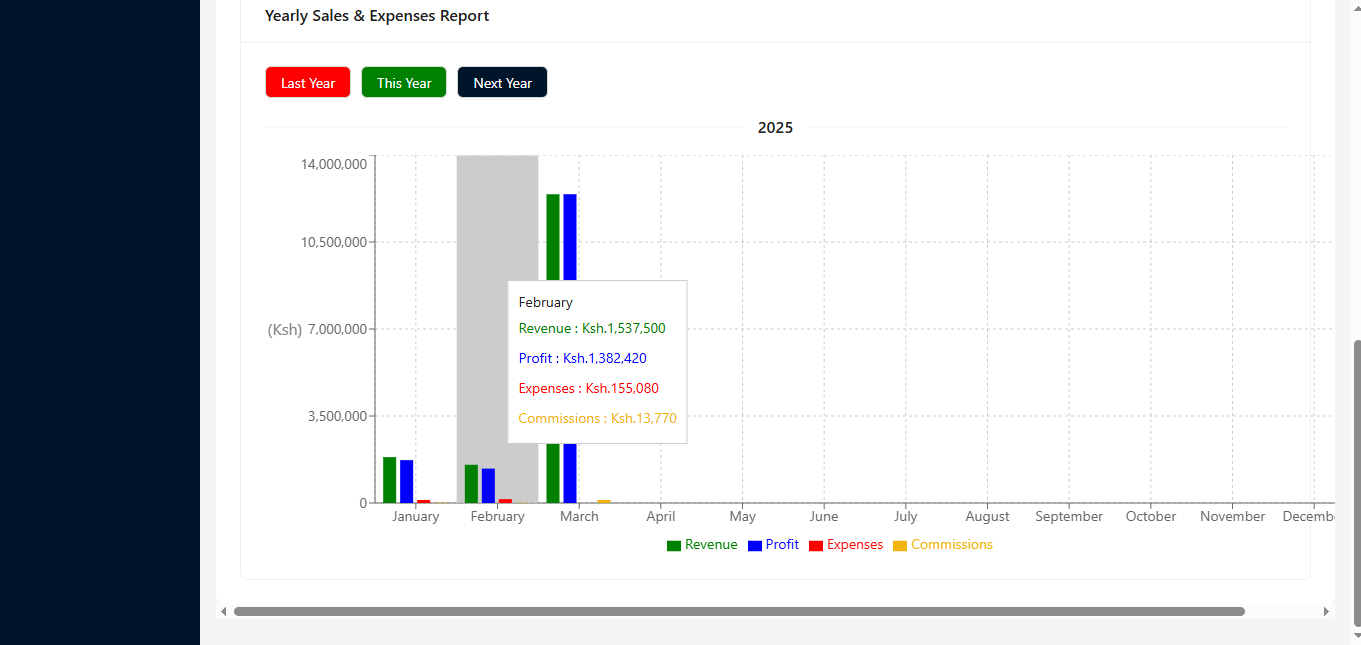 Yearly Sales & Expenses Report
Last Year
This Year
Next Year
2025
14,000,000
10,500,000
(Ksh) 7,000,000
3,500,000
0
February
Revenue : Ksh.1,537,500
Profit : Ksh.1,382,420
Expenses : Ksh.155,080
Commissions : Ksh.13,770
January February March April May June July August September October November Decemb
Revenue Profit Expenses Commissions